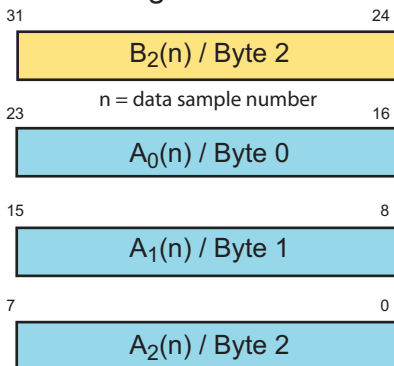 31 24
B2(n) / Byte 2
n = data sample number
23 16
A0(n) / Byte 0
15 8
A1(n) / Byte 1
7 0
A2(n) / Byte 2